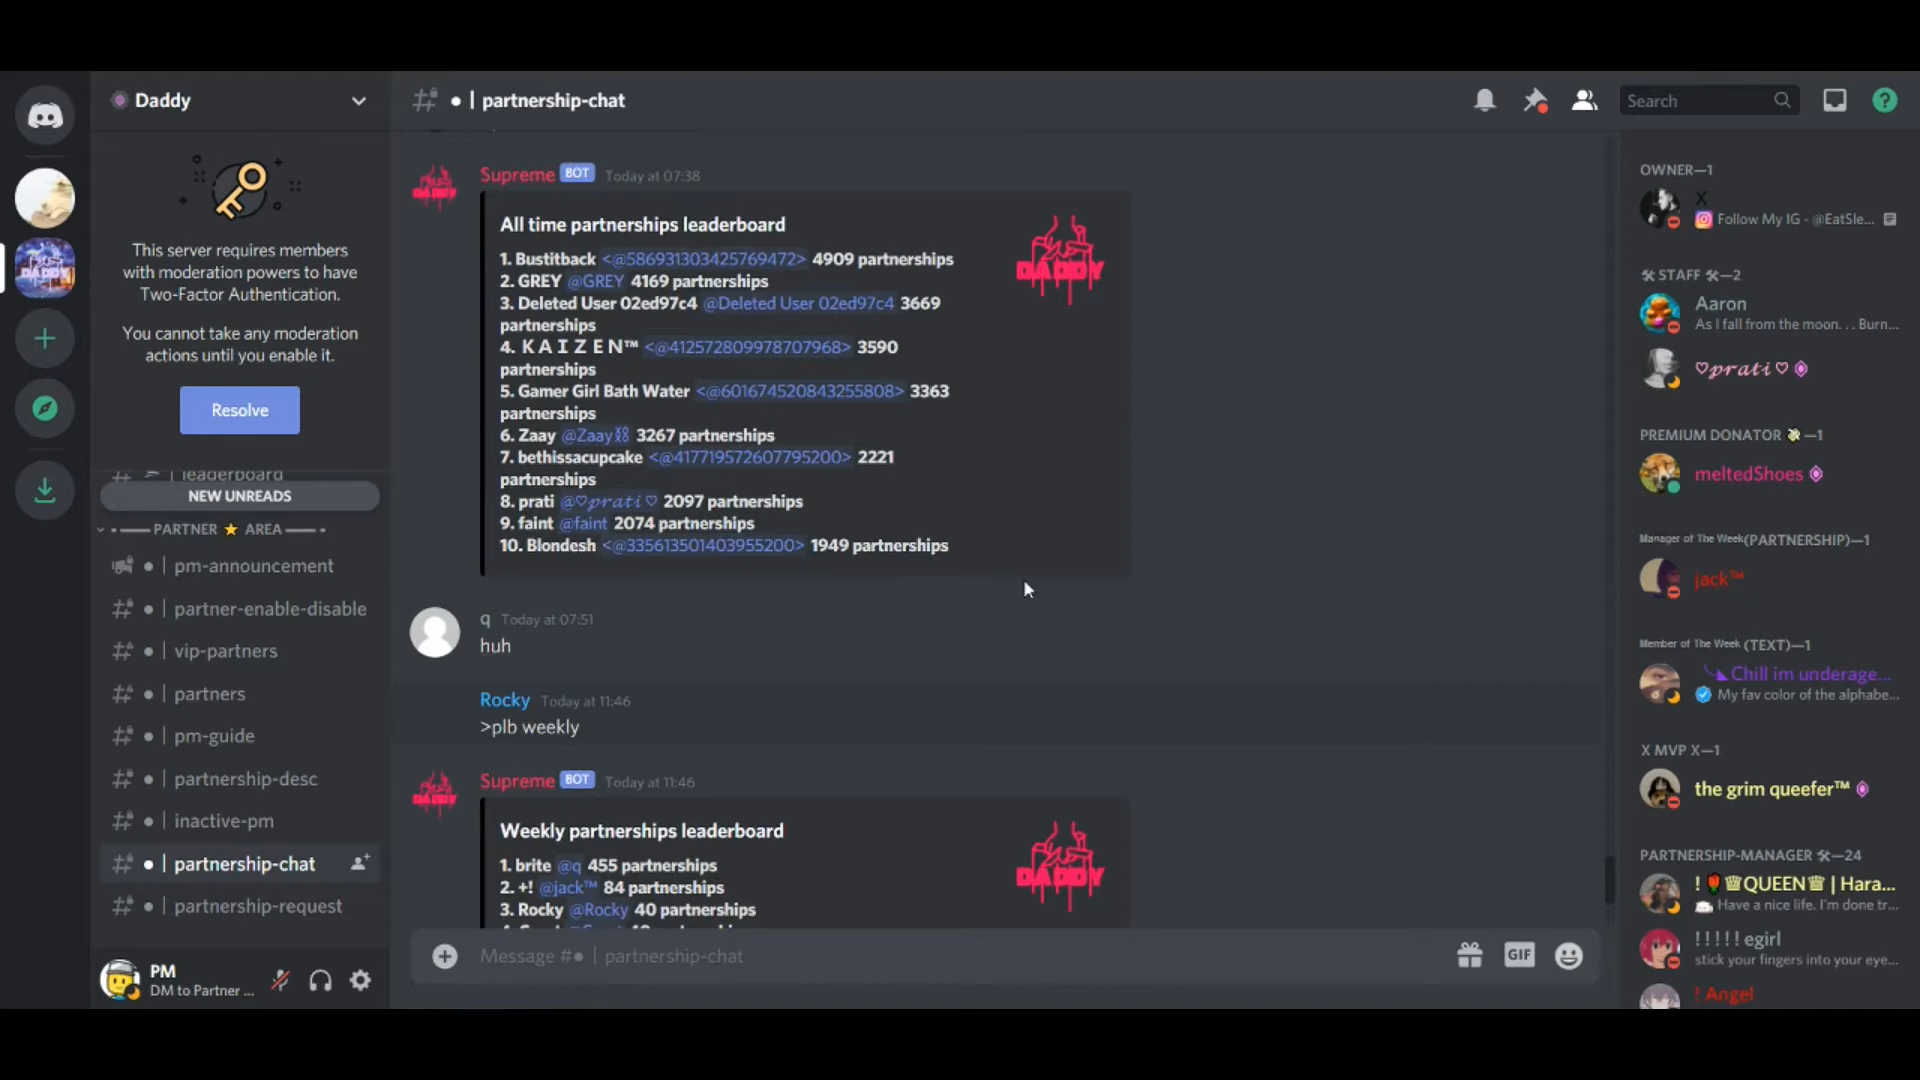 Daddy
This server requires members
with moderation powers to have
Two-Factor Authentication.
You cannot take any moderation
actions until you enable it.
Resolve
| leaderboard
NEW UNREADS
PARTNER ⭐ AREA
• | pm-announcement
• | partner-enable-disable
• | vip-partners
• | partners
• | pm-guide
• | partnership-desc
• | inactive-pm
• | partnership-chat
• | partnership-request
PM
DM to Partner ...
• | partnership-chat
Search
Supreme BOT Today at 07:38
All time partnerships leaderboard
1. Bustitback <@586931303425769472> 4909 partnerships
2. GREY @GREY 4169 partnerships
3. Deleted User 02ed97c4 @Deleted User 02ed97c4 3669
partnerships
4. K A I Z E N™ <@412572809978707968> 3590
partnerships
5. Gamer Girl Bath Water <@601674520843255808> 3363
partnerships
6. Zaay @Zaay⛓ 3267 partnerships
7. bethissacupcake <@417719572607795200> 2221
partnerships
8. prati @♡𝓹𝓻𝓪𝓽𝓲♡ 2097 partnerships
9. faint @faint 2074 partnerships
10. Blondesh <@335613501403955200> 1949 partnerships
DADDY
q Today at 07:51
huh
Rocky Today at 11:46
>plb weekly
Supreme BOT Today at 11:46
Weekly partnerships leaderboard
1. brite @q 455 partnerships
2. +! @jack™ 84 partnerships
3. Rocky @Rocky 40 partnerships
DADDY
Message #• | partnership-chat
GIF
OWNER—1
X
Follow My IG - @EatSle...
🛠 STAFF 🛠—2
Aaron
As I fall from the moon. . . Burn...
♡𝓹𝓻𝓪𝓽𝓲♡
PREMIUM DONATOR 💸—1
meltedShoes
Manager of The Week(PARTNERSHIP)—1
jack™
Member of The Week (TEXT)—1
Chill im underage...
My fav color of the alphabe...
X MVP X—1
the grim queefer™
PARTNERSHIP-MANAGER 🛠—24
!🌹♕QUEEN♕ | Hara...
Have a nice life. I'm done tr...
! ! ! ! ! egirl
stick your fingers into your eye...
! Angel